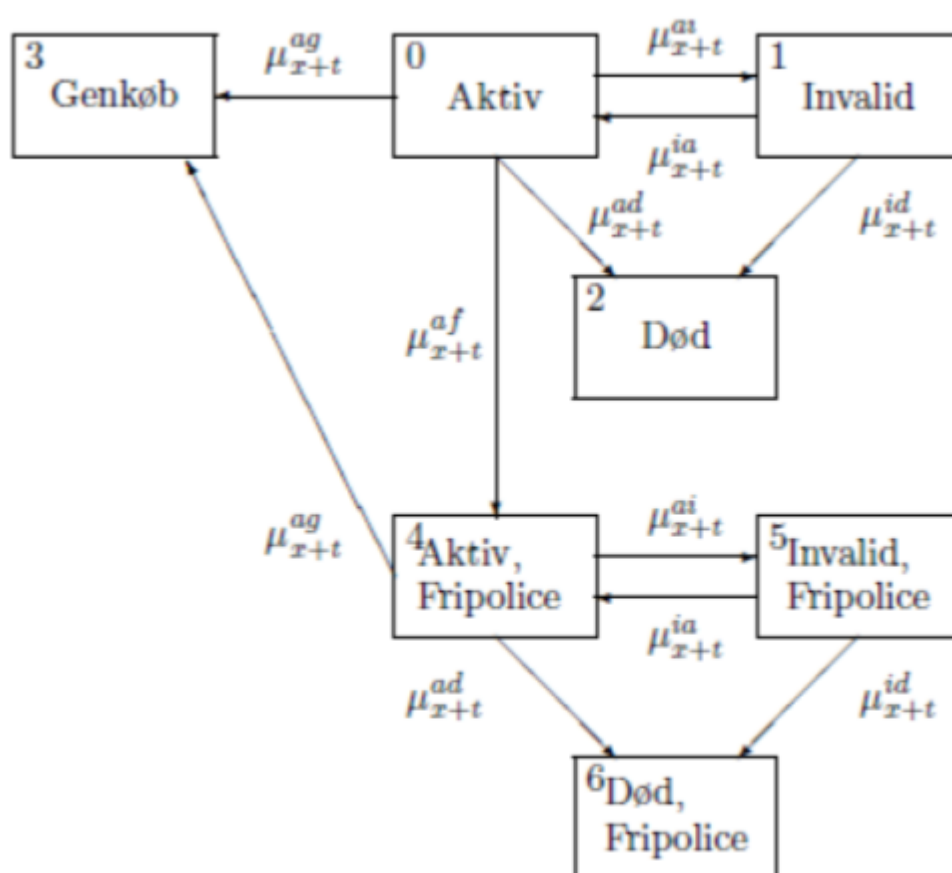 3
Genkøb
μ^{ag}_{x+t}
0
Aktiv
μ^{ai}_{x+t}
μ^{ia}_{x+t}
1
Invalid
μ^{ad}_{x+t}
μ^{id}_{x+t}
2
Død
μ^{af}_{x+t}
μ^{ag}_{x+t}
4
Aktiv,
Fripolice
μ^{ai}_{x+t}
μ^{ia}_{x+t}
5
Invalid,
Fripolice
μ^{ad}_{x+t}
μ^{id}_{x+t}
6
Død,
Fripolice